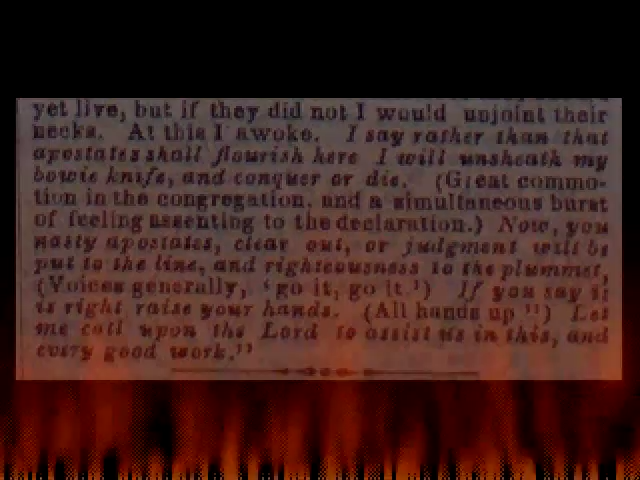 yet live, but if they did not I would unjoint their
necks. At this I awoke. I say rather than that
apostates shall flourish here I will unsheath my
bowie knife, and conquer or die. (Great commo-
tion in the congregation, and a simultaneous burst
of feeling assenting to the declaration.) Now, you
nasty apostates, clear out, or judgment will be
put to the line, and righteousness to the plummet,
(Voices generally, 'go it, go it.') If you say it
is right raise your hands. (All hands up '') Let
me call upon the Lord to assist us in this, and
every good work."